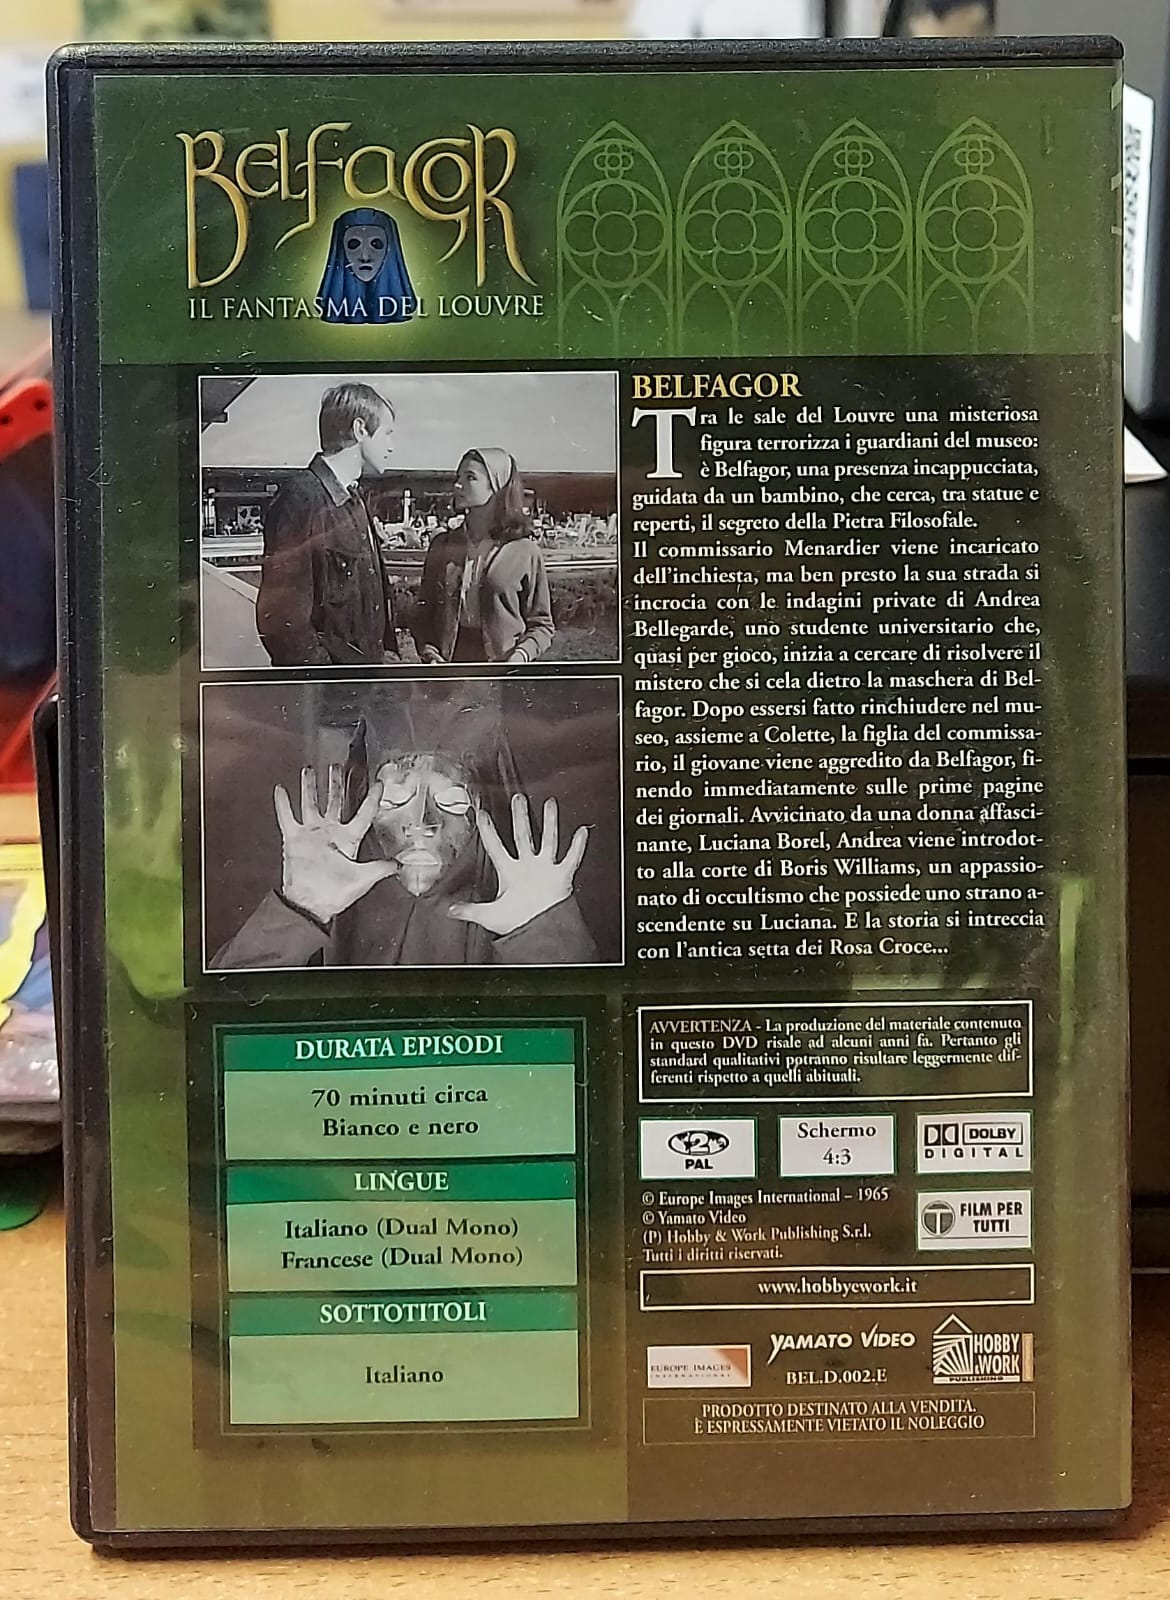 BELFAGOR
IL FANTASMA DEL LOUVRE
BELFAGOR
Tra le sale del Louvre una misteriosa
figura terrorizza i guardiani del museo:
è Belfagor, una presenza incappucciata,
guidata da un bambino, che cerca, tra statue e
reperti, il segreto della Pietra Filosofale.
Il commissario Menardier viene incaricato
dell'inchiesta, ma ben presto la sua strada si
incrocia con le indagini private di Andrea
Bellegarde, uno studente universitario che,
quasi per gioco, inizia a cercare di risolvere il
mistero che si cela dietro la maschera di Bel-
fagor. Dopo essersi fatto rinchiudere nel mu-
seo, assieme a Colette, la figlia del commissa-
rio, il giovane viene aggredito da Belfagor, fi-
nendo immediatamente sulle prime pagine
dei giornali. Avvicinato da una donna affasci-
nante, Luciana Borel, Andrea viene introdot-
to alla corte di Boris Williams, un appassio-
nato di occultismo che possiede uno strano a-
scendente su Luciana. E la storia si intreccia
con l'antica setta dei Rosa Croce...
DURATA EPISODI
70 minuti circa
Bianco e nero
LINGUE
Italiano (Dual Mono)
Francese (Dual Mono)
SOTTOTITOLI
Italiano
AVVERTENZA - La produzione del materiale contenuto
in questo DVD risale ad alcuni anni fa. Pertanto gli
standard qualitativi potranno risultare leggermente dif-
ferenti rispetto a quelli abituali.
2
PAL
Schermo
4:3
DOLBY
DIGITAL
© Europe Images International – 1965
© Yamato Video
(P) Hobby & Work Publishing S.r.l.
Tutti i diritti riservati.
T FILM PER
TUTTI
www.hobbyework.it
EUROPE IMAGES
INTERNATIONAL
YAMATO VIDEO
BEL.D.002.E
HOBBY
&WORK
PUBLISHING
PRODOTTO DESTINATO ALLA VENDITA.
È ESPRESSAMENTE VIETATO IL NOLEGGIO